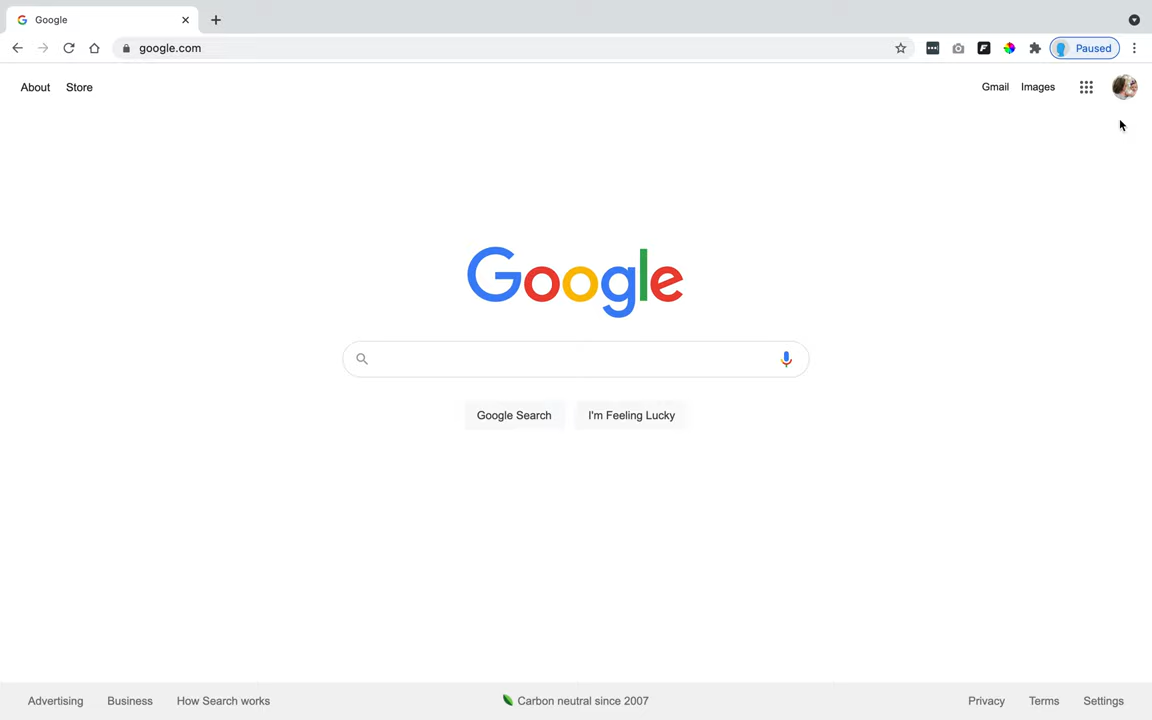 Google
google.com
Paused
About Store
Gmail Images
Google
Google Search I'm Feeling Lucky
Advertising Business How Search works
Carbon neutral since 2007
Privacy Terms Settings